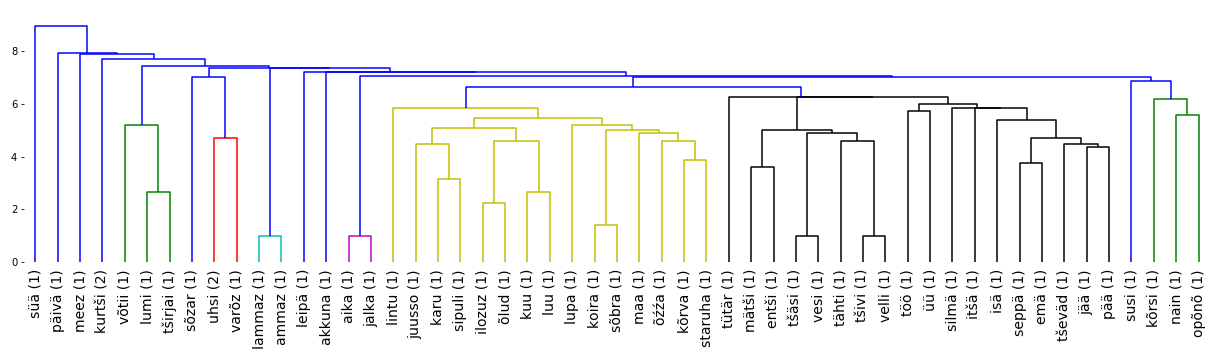 8
6
4
2
0
süä (1)
päivä (1)
meez (1)
kurtši (2)
võtii (1)
lumi (1)
tširjai (1)
sõzar (1)
uhsi (2)
varõz (1)
lammaz (1)
ammaz (1)
leipä (1)
akkuna (1)
aika (1)
jalka (1)
lintu (1)
juusso (1)
karu (1)
sipuli (1)
ilozuz (1)
õlud (1)
kuu (1)
luu (1)
lupa (1)
koira (1)
sõbra (1)
maa (1)
õźźa (1)
kõrva (1)
staruha (1)
tütär (1)
mätši (1)
entši (1)
tšäsi (1)
vesi (1)
tähti (1)
tšivi (1)
velli (1)
töö (1)
üü (1)
silmä (1)
itšä (1)
isä (1)
seppä (1)
emä (1)
tševäd (1)
jää (1)
pää (1)
susi (1)
kõrsi (1)
nain (1)
opõnõ (1)